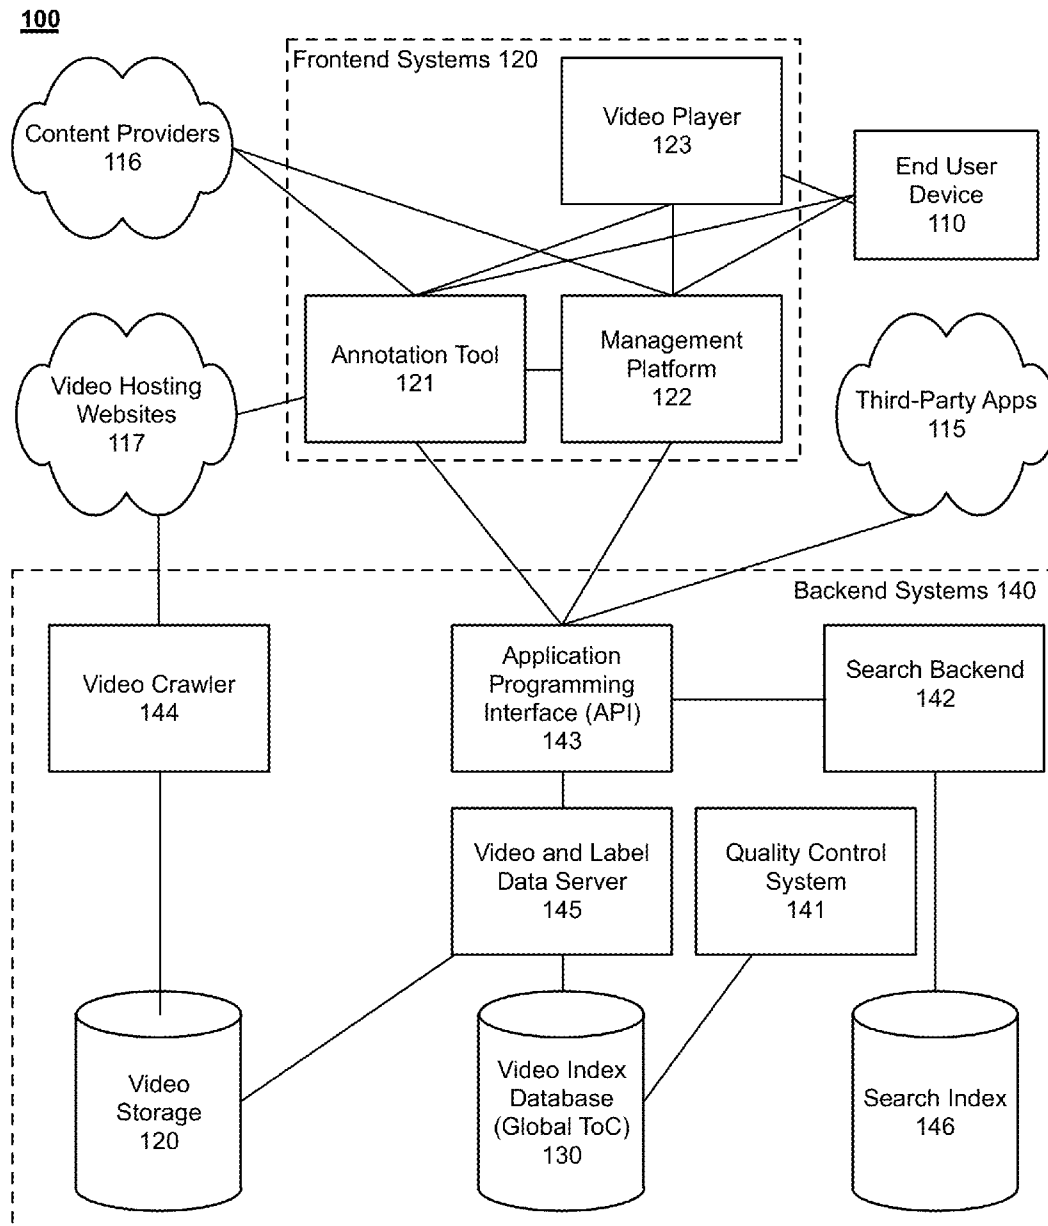 100
Frontend Systems 120
Content Providers
116
Video Player
123
End User
Device
110
Annotation Tool
121
Management
Platform
122
Video Hosting
Websites
117
Third-Party Apps
115
Backend Systems 140
Video Crawler
144
Application
Programming
Interface (API)
143
Search Backend
142
Video and Label
Data Server
145
Quality Control
System
141
Video
Storage
120
Video Index
Database
(Global ToC)
130
Search Index
146